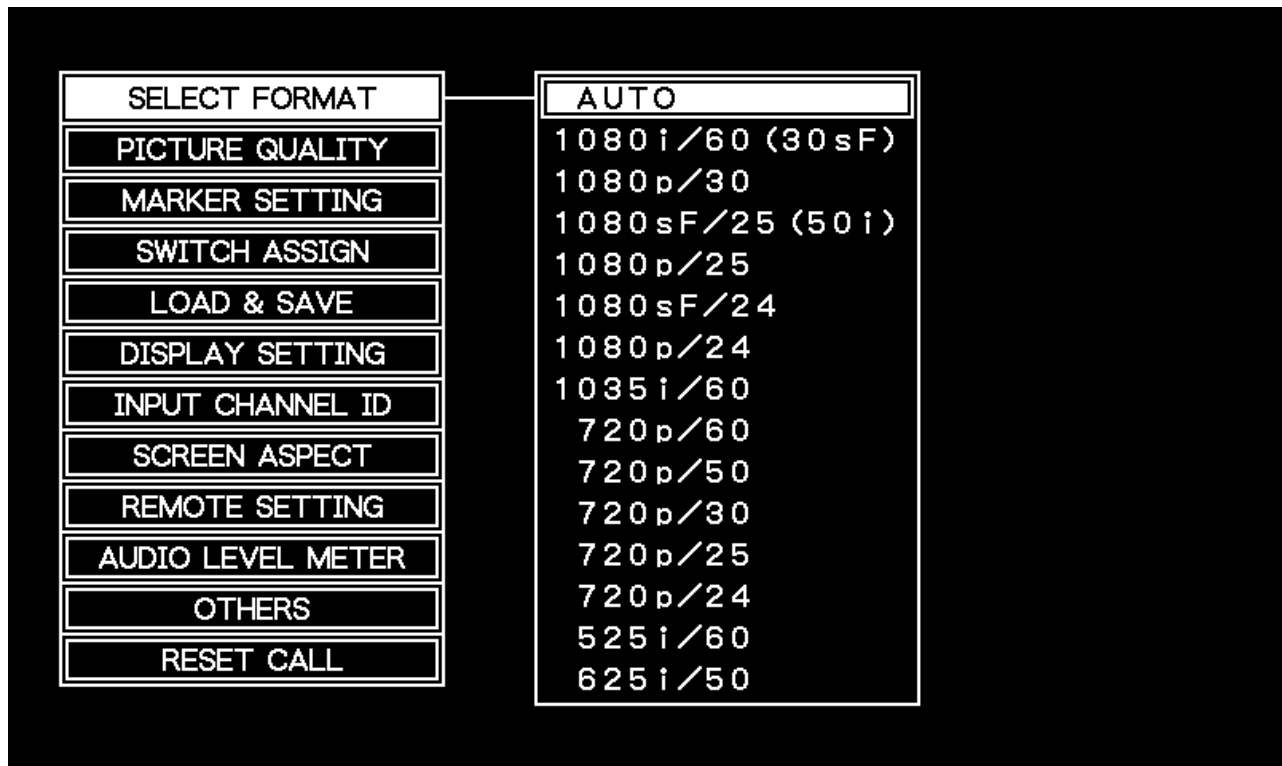 SELECT FORMAT
PICTURE QUALITY
MARKER SETTING
SWITCH ASSIGN
LOAD & SAVE
DISPLAY SETTING
INPUT CHANNEL ID
SCREEN ASPECT
REMOTE SETTING
AUDIO LEVEL METER
OTHERS
RESET CALL
AUTO
1080i/60 (30sF)
1080p/30
1080sF/25 (50i)
1080p/25
1080sF/24
1080p/24
1035i/60
720p/60
720p/50
720p/30
720p/25
720p/24
525i/60
625i/50